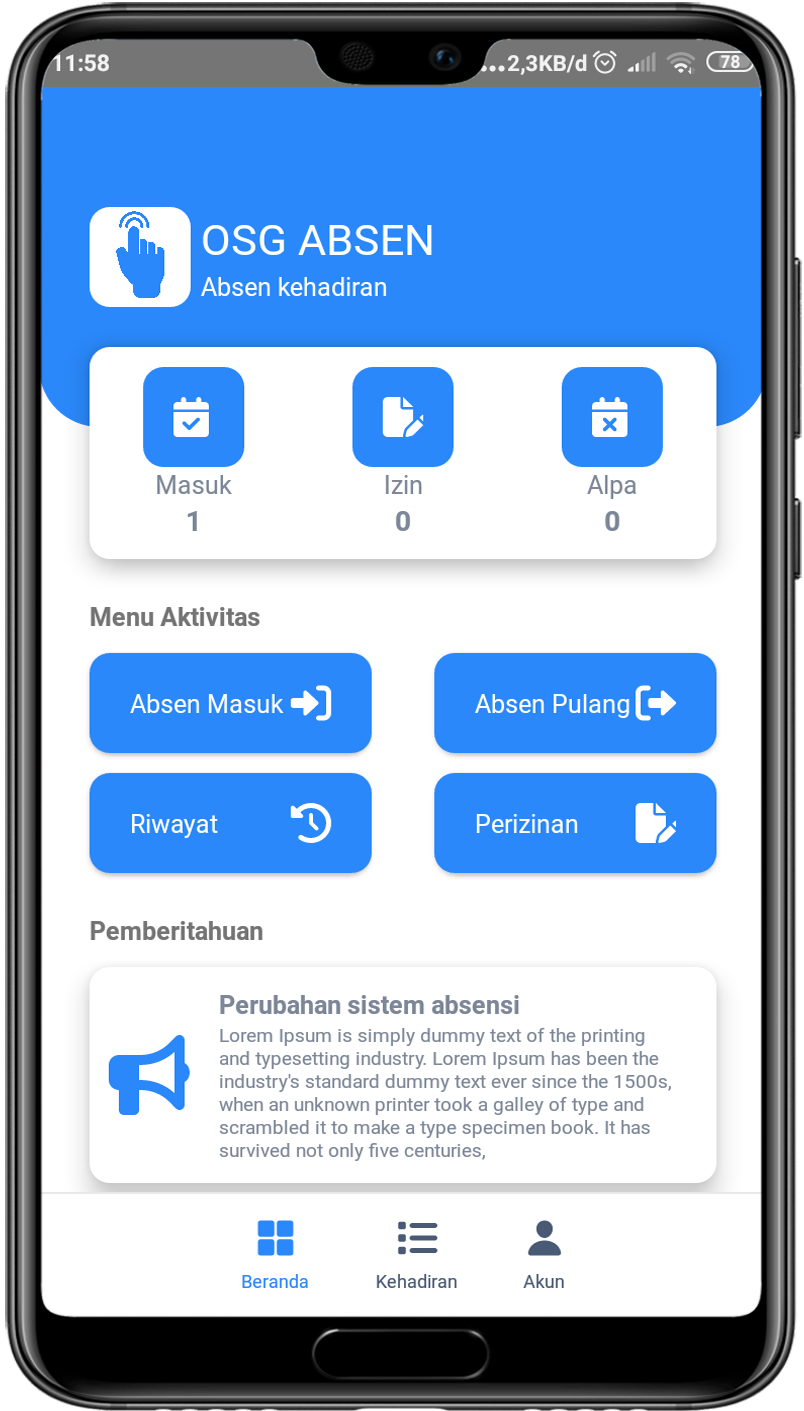 11:58
...2,3KB/d
78
OSG ABSEN
Absen kehadiran
Masuk
Izin
Alpa
1
0
0
Menu Aktivitas
Absen Masuk
Absen Pulang
Riwayat
Perizinan
Pemberitahuan
Perubahan sistem absensi
Lorem Ipsum is simply dummy text of the printing
and typesetting industry. Lorem Ipsum has been the
industry's standard dummy text ever since the 1500s,
when an unknown printer took a galley of type and
scrambled it to make a type specimen book. It has
survived not only five centuries,
Beranda
Kehadiran
Akun